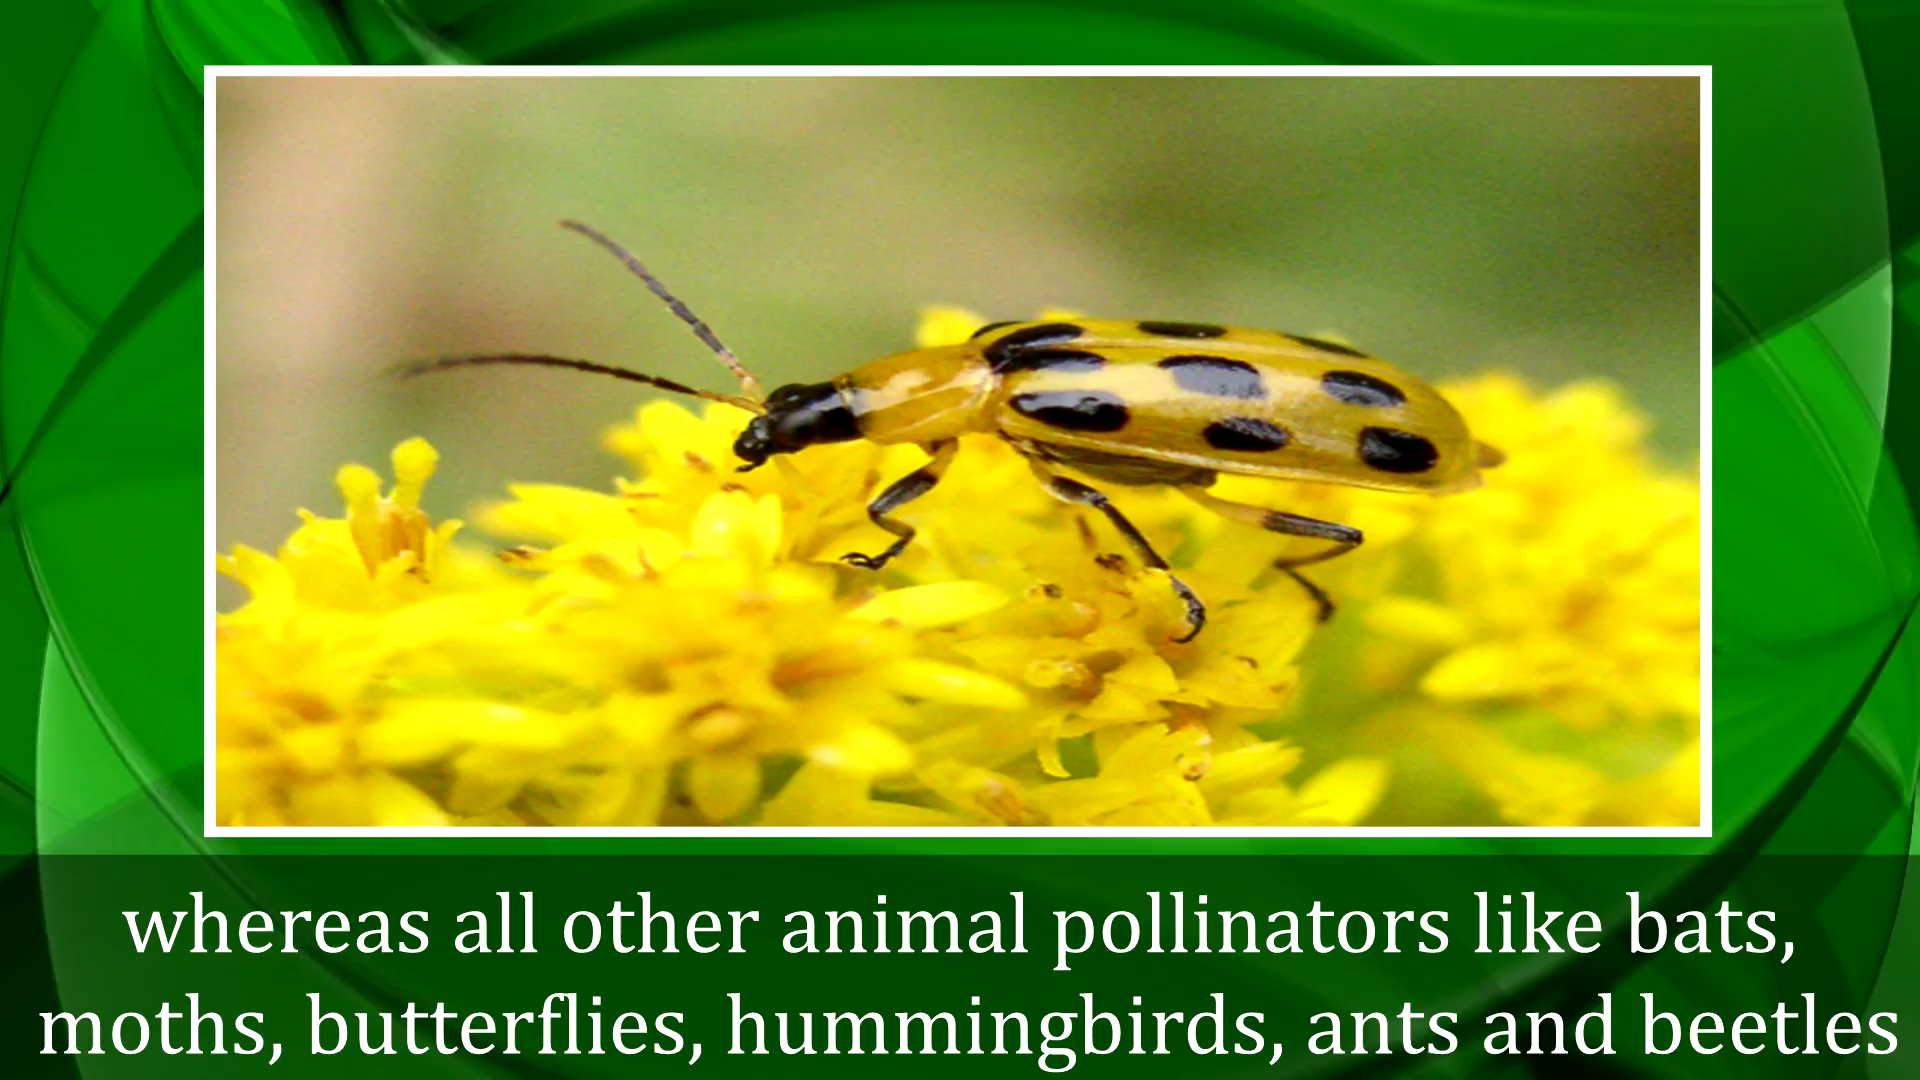 whereas all other animal pollinators like bats,
moths, butterflies, hummingbirds, ants and beetles